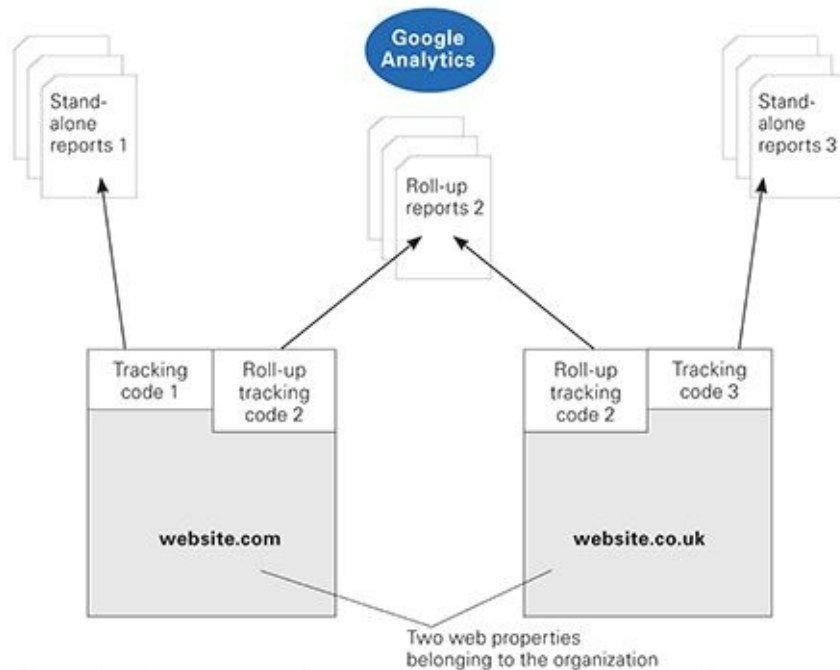 Google
Analytics
Stand-
alone
reports 1
Roll-up
reports 2
Stand-
alone
reports 3
Tracking
code 1
Roll-up
tracking
code 2
Roll-up
tracking
code 2
Tracking
code 3
website.com
website.co.uk
Two web properties
belonging to the organization